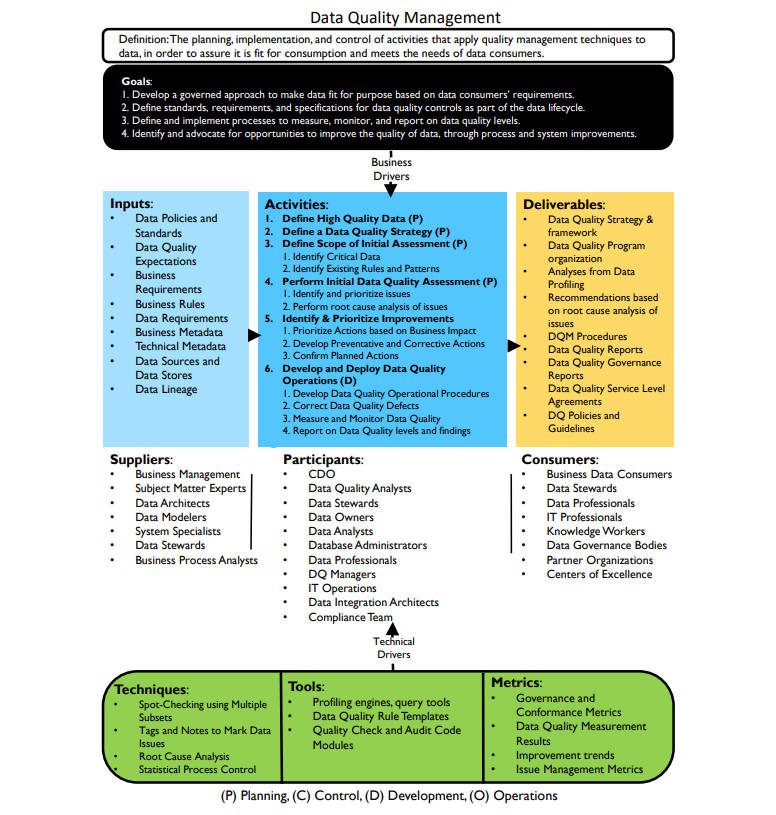 Data Quality Management
Definition: The planning, implementation, and control of activities that apply quality management techniques to
data, in order to assure it is fit for consumption and meets the needs of data consumers.
Goals:
1. Develop a governed approach to make data fit for purpose based on data consumers' requirements.
2. Define standards, requirements, and specifications for data quality controls as part of the data lifecycle.
3. Define and implement processes to measure, monitor, and report on data quality levels.
4. Identify and advocate for opportunities to improve the quality of data, through process and system improvements.
Business
Drivers
Inputs:
• Data Policies and
Standards
• Data Quality
Expectations
• Business
Requirements
• Business Rules
• Data Requirements
• Business Metadata
• Technical Metadata
• Data Sources and
Data Stores
• Data Lineage
Activities:
1. Define High Quality Data (P)
2. Define a Data Quality Strategy (P)
3. Define Scope of Initial Assessment (P)
1. Identify Critical Data
2. Identify Existing Rules and Patterns
4. Perform Initial Data Quality Assessment (P)
1. Identify and prioritize issues
2. Perform root cause analysis of issues
5. Identify & Prioritize Improvements
1. Prioritize Actions based on Business Impact
2. Develop Preventative and Corrective Actions
3. Confirm Planned Actions
6. Develop and Deploy Data Quality
Operations (D)
1. Develop Data Quality Operational Procedures
2. Correct Data Quality Defects
3. Measure and Monitor Data Quality
4. Report on Data Quality levels and findings
Deliverables:
• Data Quality Strategy &
framework
• Data Quality Program
organization
• Analyses from Data
Profiling
• Recommendations based
on root cause analysis of
issues
• DQM Procedures
• Data Quality Reports
• Data Quality Governance
Reports
• Data Quality Service Level
Agreements
• DQ Policies and
Guidelines
Suppliers:
• Business Management
• Subject Matter Experts
• Data Architects
• Data Modelers
• System Specialists
• Data Stewards
• Business Process Analysts
Participants:
• CDO
• Data Quality Analysts
• Data Stewards
• Data Owners
• Data Analysts
• Database Administrators
• Data Professionals
• DQ Managers
• IT Operations
• Data Integration Architects
• Compliance Team
Consumers:
• Business Data Consumers
• Data Stewards
• Data Professionals
• IT Professionals
• Knowledge Workers
• Data Governance Bodies
• Partner Organizations
• Centers of Excellence
Technical
Drivers
Techniques:
• Spot-Checking using Multiple
Subsets
• Tags and Notes to Mark Data
Issues
• Root Cause Analysis
• Statistical Process Control
Tools:
• Profiling engines, query tools
• Data Quality Rule Templates
• Quality Check and Audit Code
Modules
Metrics:
• Governance and
Conformance Metrics
• Data Quality Measurement
Results
• Improvement trends
• Issue Management Metrics
(P) Planning, (C) Control, (D) Development, (O) Operations